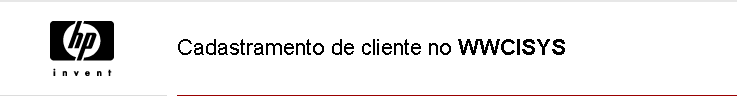 hp
invent
Cadastramento de cliente no WWCISYS